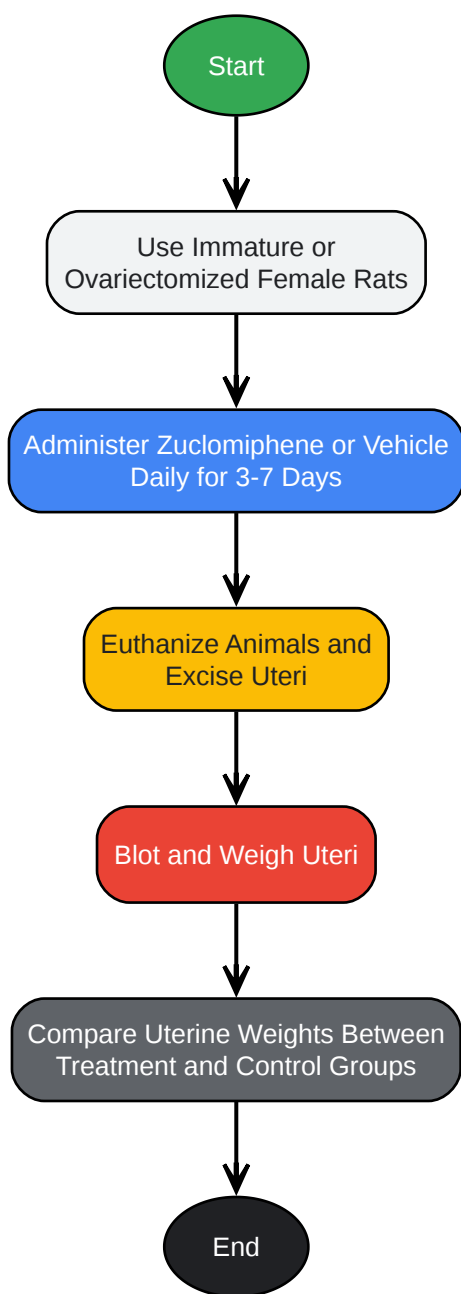 Start
Use Immature or
Ovariectomized Female Rats
Administer Zuclomiphene or Vehicle
Daily for 3-7 Days
Euthanize Animals and
Excise Uteri
Blot and Weigh Uteri
Compare Uterine Weights Between
Treatment and Control Groups
End